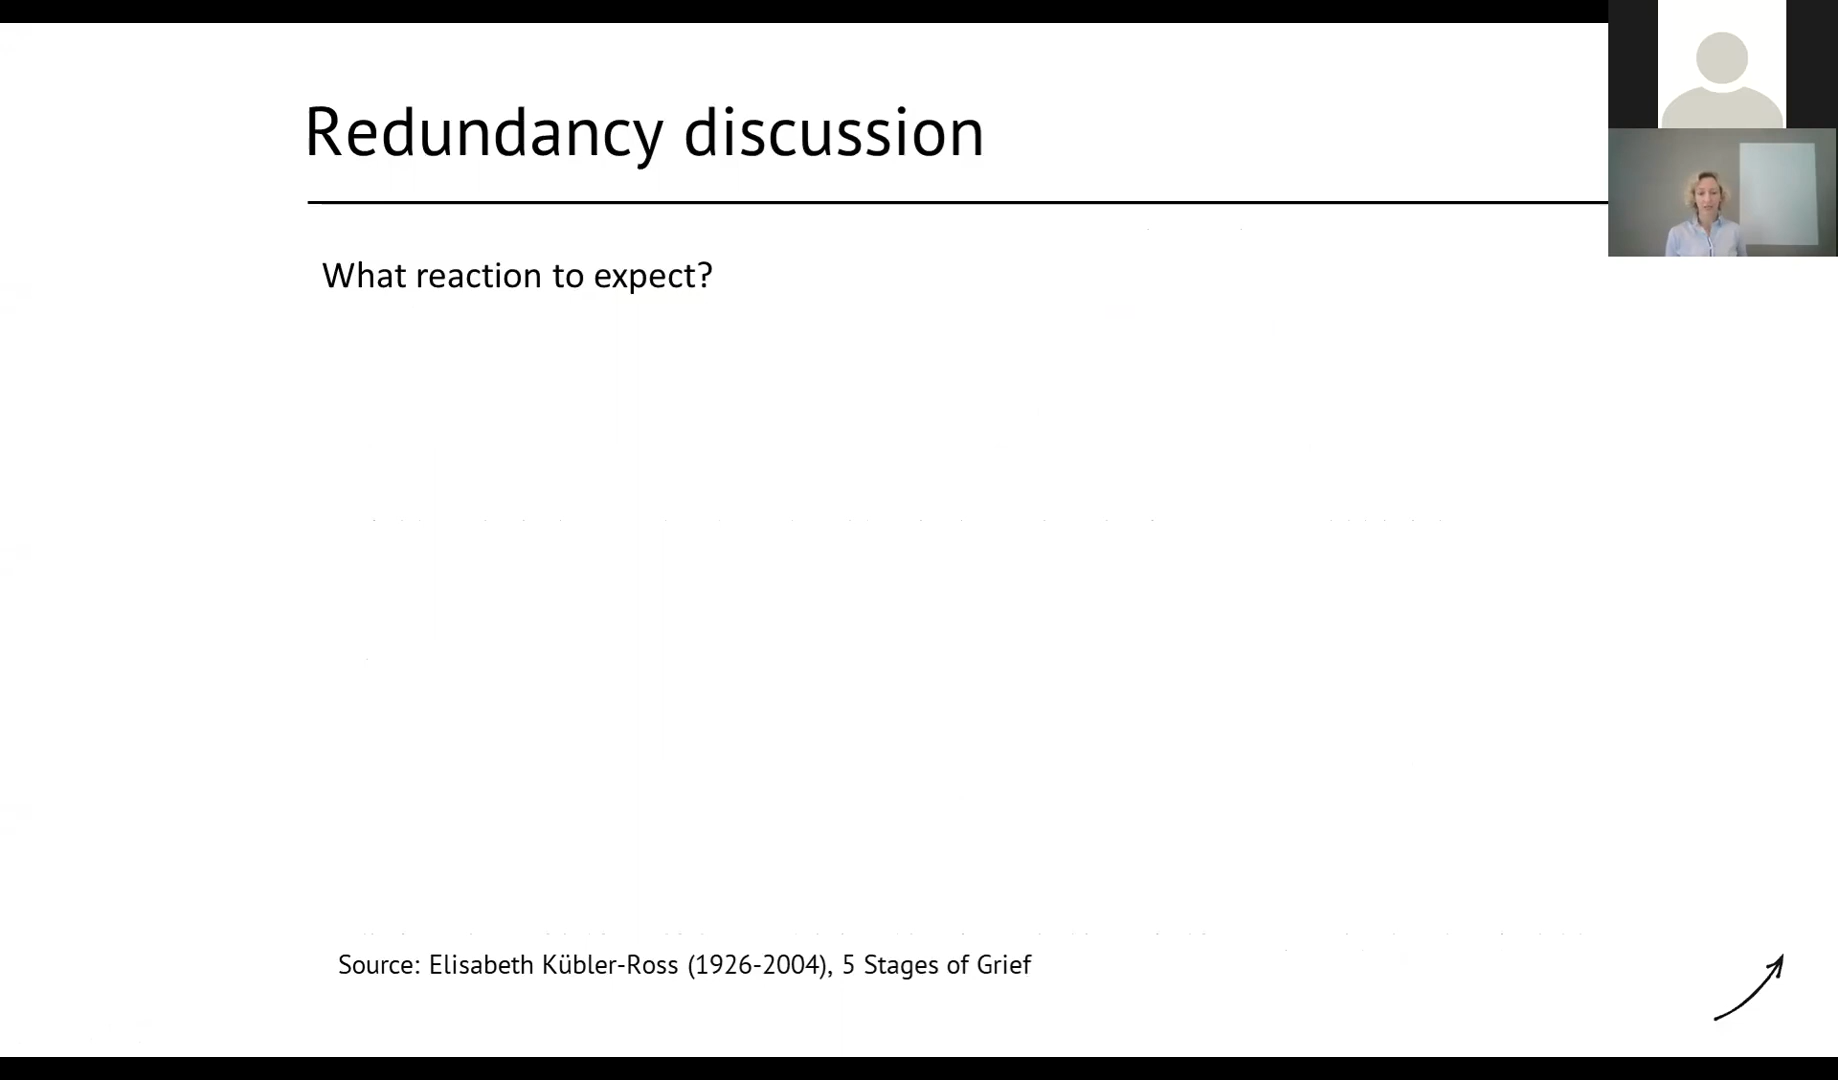 Redundancy discussion
What reaction to expect?
Source: Elisabeth Kübler-Ross (1926-2004), 5 Stages of Grief